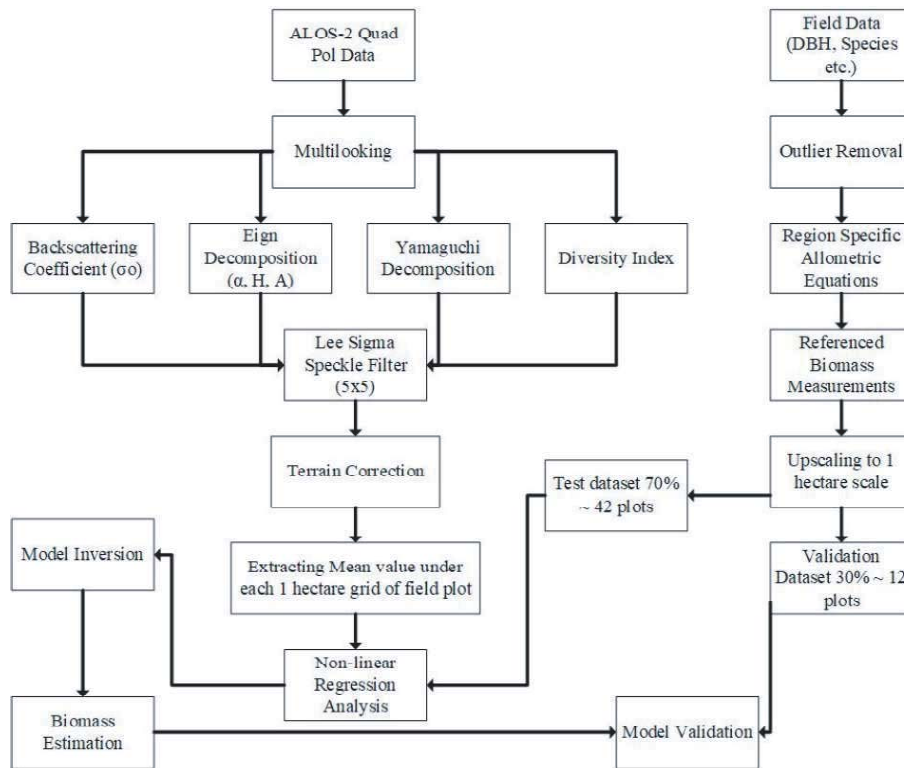 ALOS-2 Quad
Pol Data
Field Data
(DBH, Species
etc.)
Multilooking
Outlier Removal
Backscattering
Coefficient (σo)
Eign
Decomposition
(α, H, A)
Yamaguchi
Decomposition
Diversity Index
Region Specific
Allometric
Equations
Lee Sigma
Speckle Filter
(5x5)
Referenced
Biomass
Measurements
Terrain Correction
Test dataset 70%
~ 42 plots
Upscaling to 1
hectare scale
Model Inversion
Extracting Mean value under
each 1 hectare grid of field plot
Validation
Dataset 30% ~ 12
plots
Non-linear
Regression
Analysis
Biomass
Estimation
Model Validation